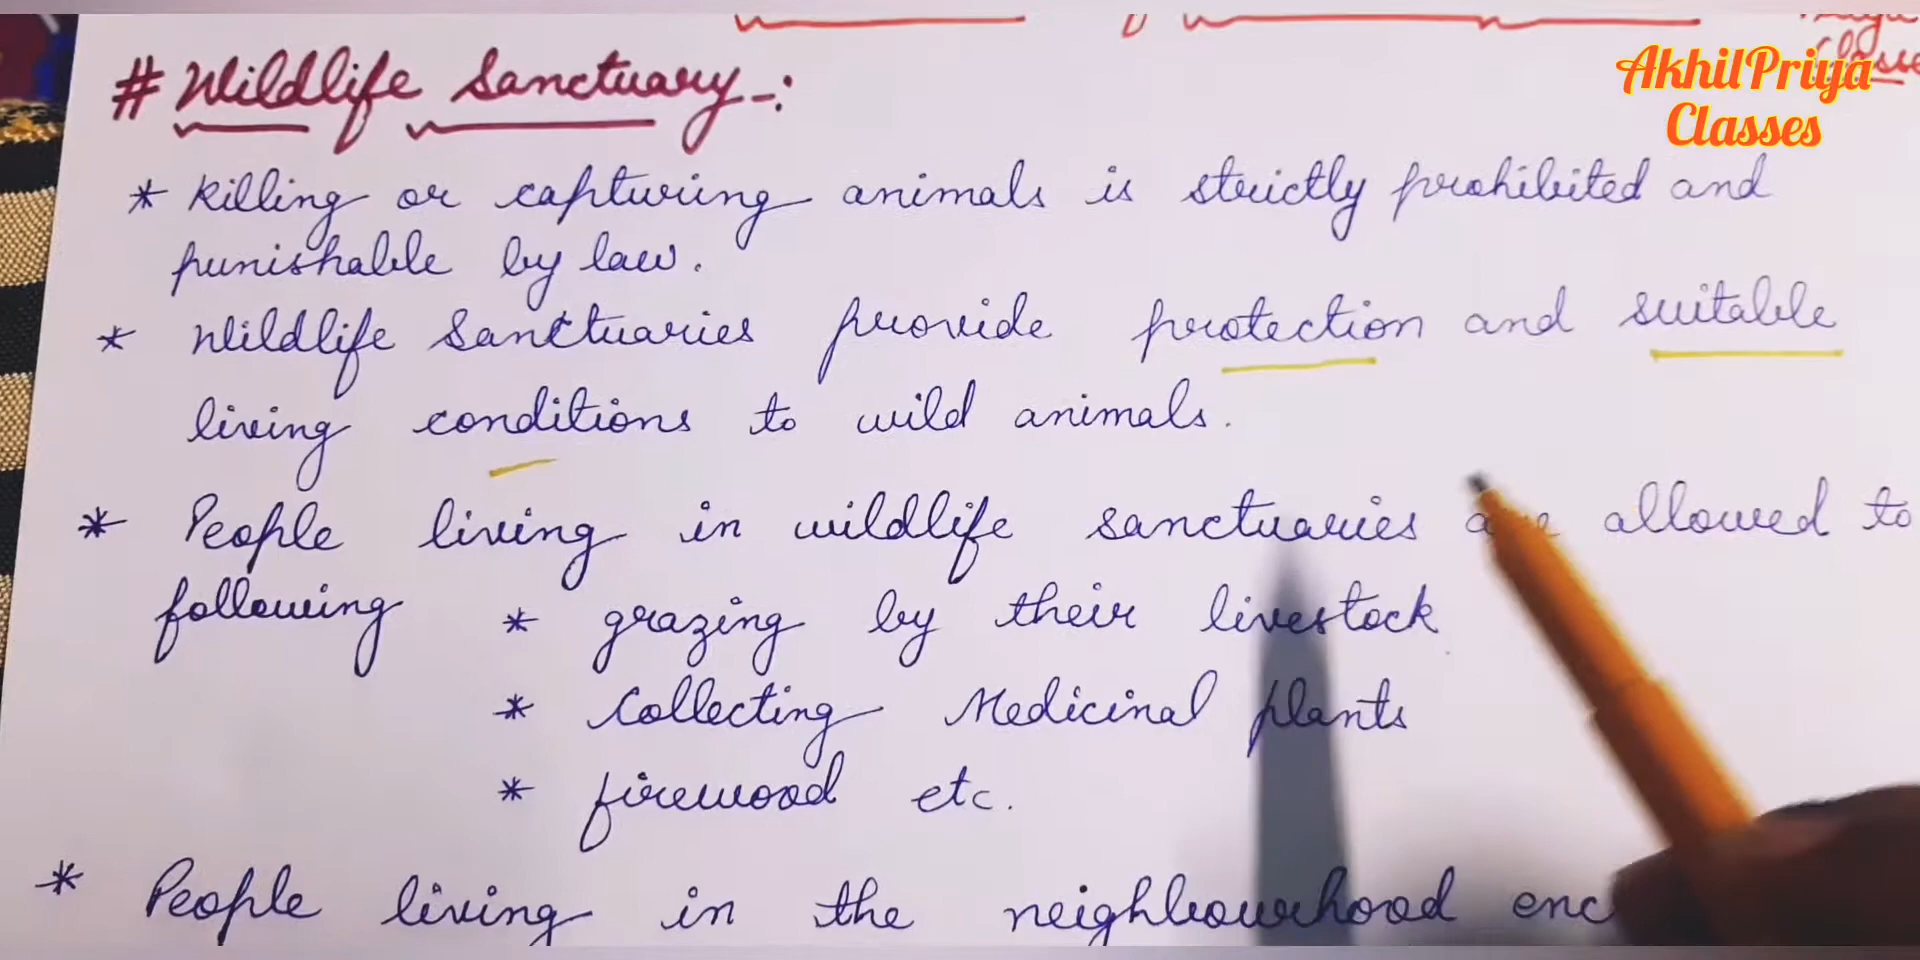 # Wildlife Sanctuary -:
AkhilPriya
Classes
* Killing or capturing animals is strictly prohibited and
punishable by law.
* Wildlife Sanctuaries provide protection and suitable
living conditions to wild animals.
* People living in wildlife sanctuaries are allowed to
following * grazing by their livestock
* Collecting Medicinal plants
* firewood etc.
* People living in the neighbourhood